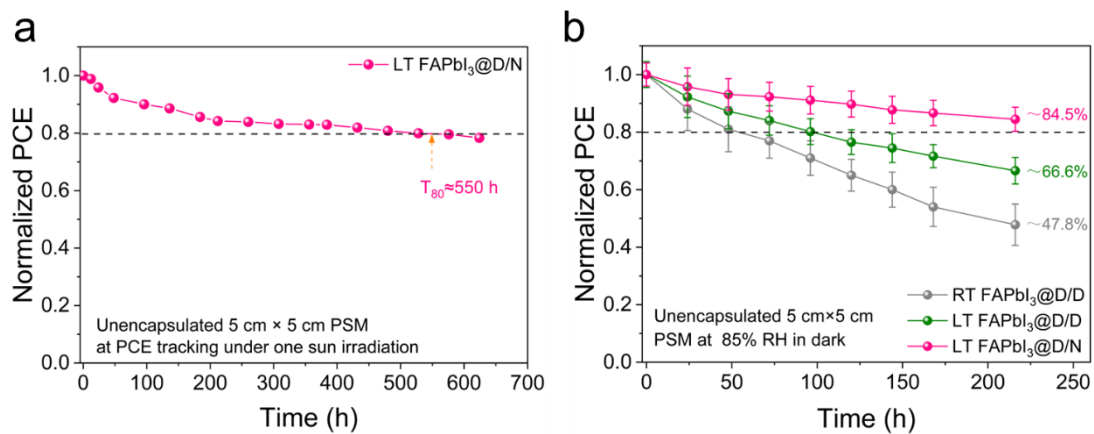 a
Normalized PCE
1.0
0.8
0.6
0.4
0.2
0.0
LT FAPbI₃@D/N
T₈₀≈550 h
Unencapsulated 5 cm × 5 cm PSM
at PCE tracking under one sun irradiation
0 100 200 300 400 500 600 700
Time (h)
b
Normalized PCE
1.0
0.8
0.6
0.4
0.2
0.0
~84.5%
~66.6%
~47.8%
RT FAPbI₃@D/D
LT FAPbI₃@D/D
LT FAPbI₃@D/N
Unencapsulated 5 cm×5 cm
PSM at 85% RH in dark
0 50 100 150 200 250
Time (h)